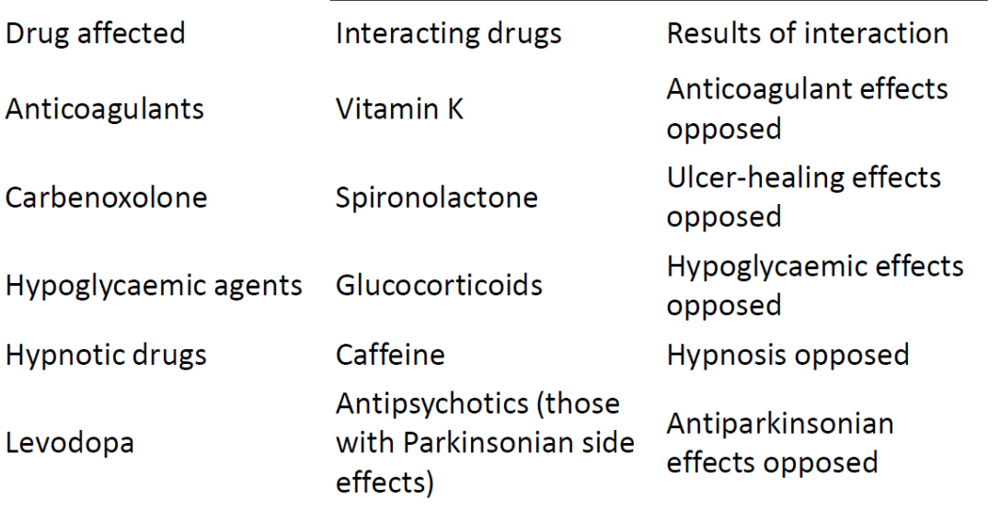 Drug affected Interacting drugs Results of interaction
Anticoagulants Vitamin K Anticoagulant effects
opposed
Carbenoxolone Spironolactone Ulcer-healing effects
opposed
Hypoglycaemic agents Glucocorticoids Hypoglycaemic effects
opposed
Hypnotic drugs Caffeine Hypnosis opposed
Levodopa Antipsychotics (those
with Parkinsonian side
effects) Antiparkinsonian
effects opposed